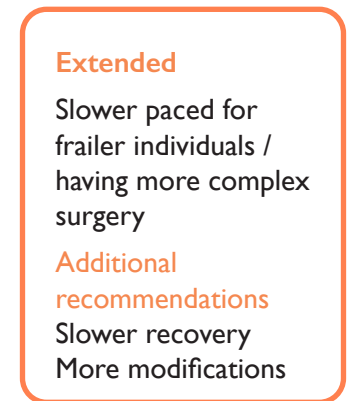 Extended
Slower paced for
frailer individuals /
having more complex
surgery
Additional
recommendations
Slower recovery
More modifications